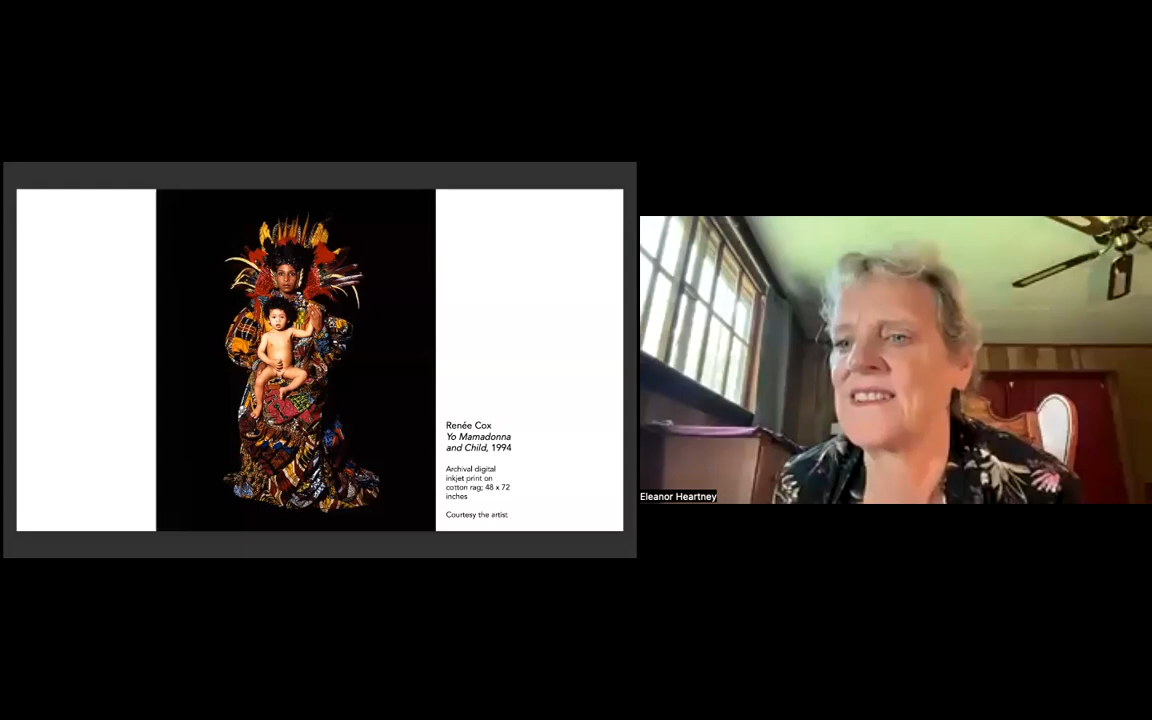 Renée Cox
Yo Mamadonna
and Child, 1994
Archival digital
inkjet print on
cotton rag; 48 x 72
inches
Courtesy the artist
Eleanor Heartney